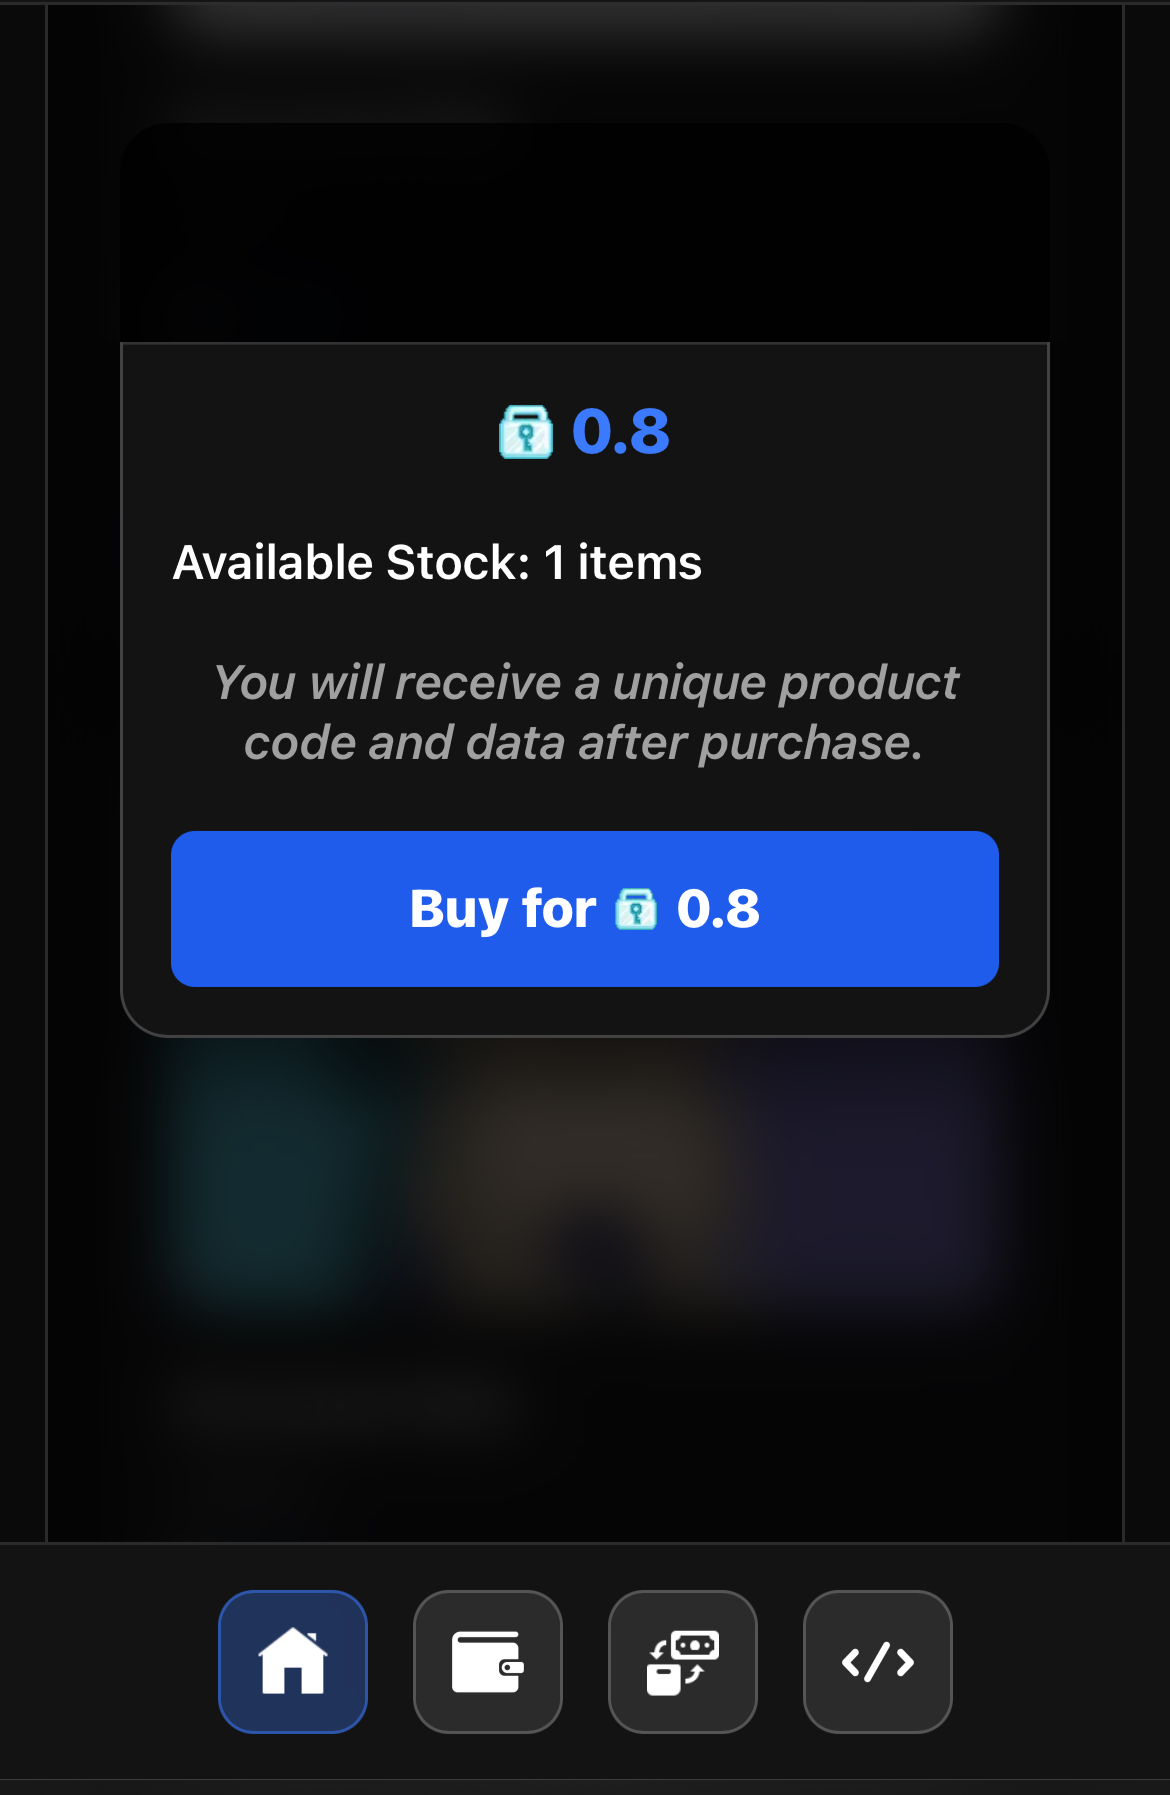 0.8
Available Stock: 1 items
You will receive a unique product
code and data after purchase.
Buy for 0.8